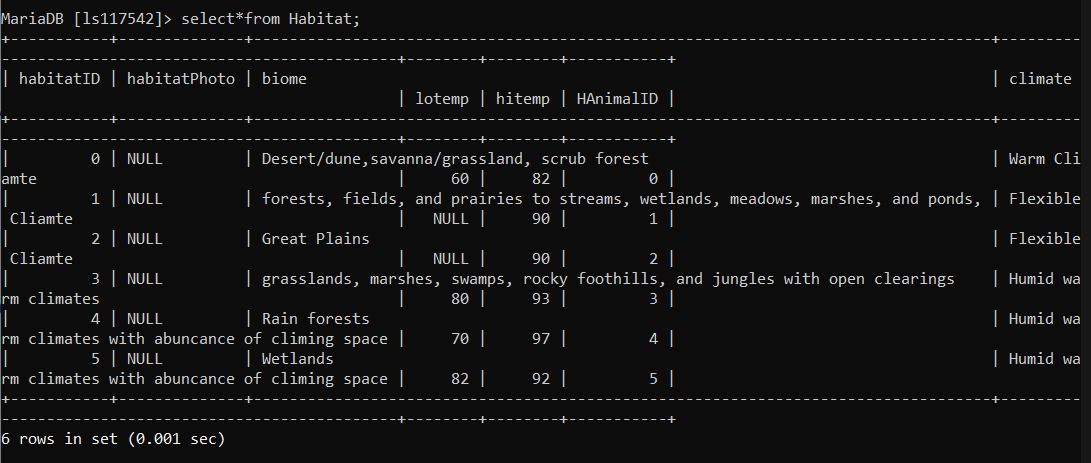 MariaDB [ls117542]> select*from Habitat;
+-----------+--------------+----------------------------------------------------------------------------------+---------
--------------------------------------------+--------+--------+-----------+
| habitatID | habitatPhoto | biome                                                                            | climate
                                            | lotemp | hitemp | HAnimalID |
+-----------+--------------+----------------------------------------------------------------------------------+---------
--------------------------------------------+--------+--------+-----------+
|         0 | NULL         | Desert/dune,savanna/grassland, scrub forest                                      | Warm Cli
amte                                        |     60 |     82 |         0 |
|         1 | NULL         | forests, fields, and prairies to streams, wetlands, meadows, marshes, and ponds, | Flexible
 Cliamte                                    |   NULL |     90 |         1 |
|         2 | NULL         | Great Plains                                                                     | Flexible
 Cliamte                                    |   NULL |     90 |         2 |
|         3 | NULL         | grasslands, marshes, swamps, rocky foothills, and jungles with open clearings    | Humid wa
rm climates                                 |     80 |     93 |         3 |
|         4 | NULL         | Rain forests                                                                     | Humid wa
rm climates with abuncance of climing space |     70 |     97 |         4 |
|         5 | NULL         | Wetlands                                                                         | Humid wa
rm climates with abuncance of climing space |     82 |     92 |         5 |
+-----------+--------------+----------------------------------------------------------------------------------+---------
--------------------------------------------+--------+--------+-----------+
6 rows in set (0.001 sec)